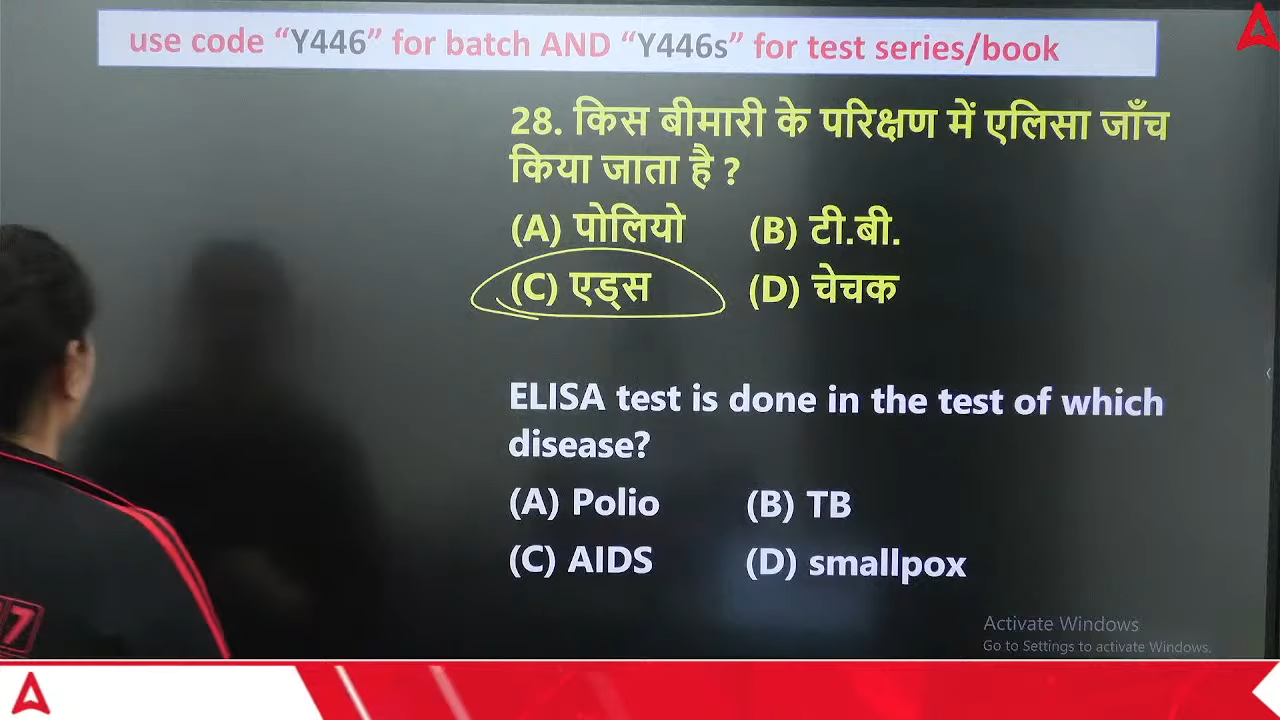 use code “Y446” for batch AND “Y446s” for test series/book
28. किस बीमारी के परिक्षण में एलिसा जाँच
किया जाता है ?
(A) पोलियो (B) टी.बी.
(C) एड्स (D) चेचक
ELISA test is done in the test of which
disease?
(A) Polio (B) TB
(C) AIDS (D) smallpox
Activate Windows
Go to Settings to activate Windows.
7